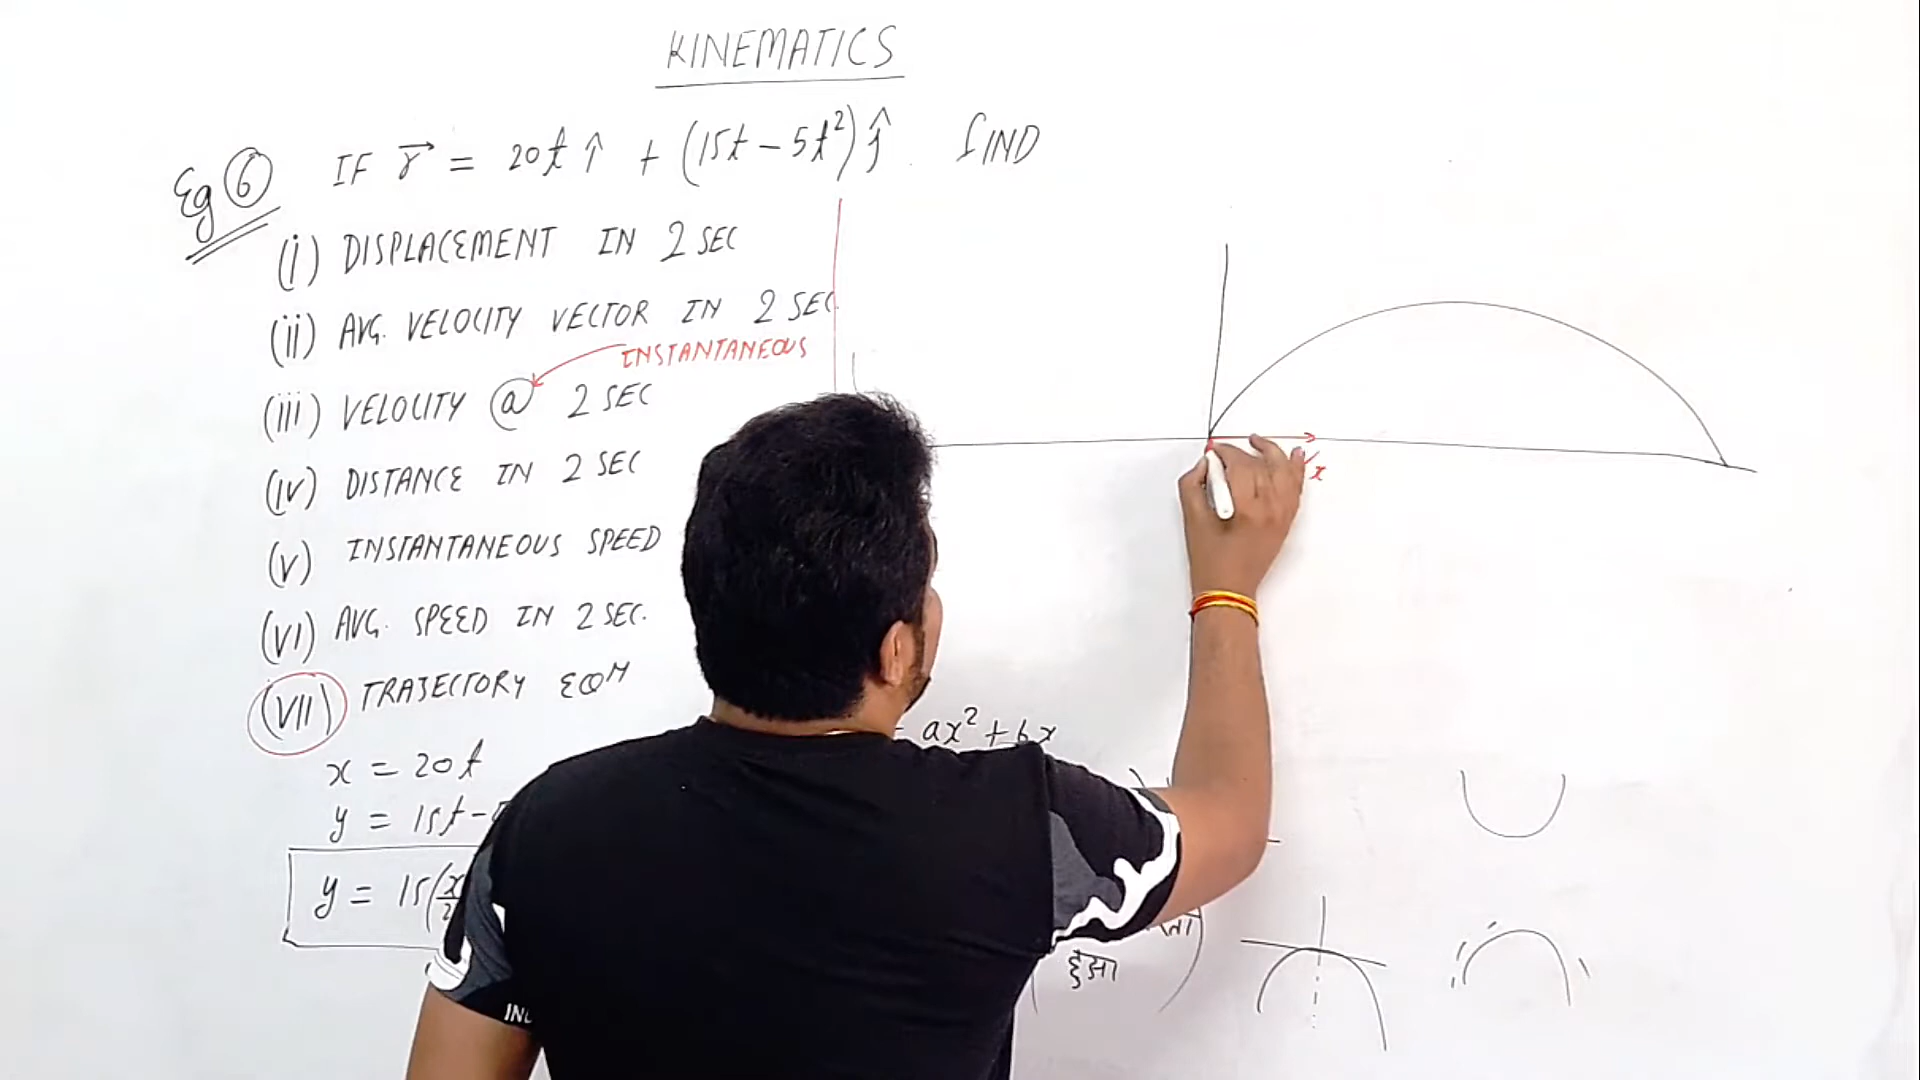 KINEMATICS
Eg 6 IF r⃗ = 20t î + (15t - 5t²) ĵ . FIND
(i) DISPLACEMENT IN 2 SEC
(ii) AVG. VELOCITY VECTOR IN 2 SEC
INSTANTANEOUS
(iii) VELOCITY @ 2 SEC
(iv) DISTANCE IN 2 SEC
(v) INSTANTANEOUS SPEED
(vi) AVG. SPEED IN 2 SEC.
(vii) TRAJECTORY EQN
x = 20t
y = 15t -
y = 15(x
= ax² + bx
x
हुआ